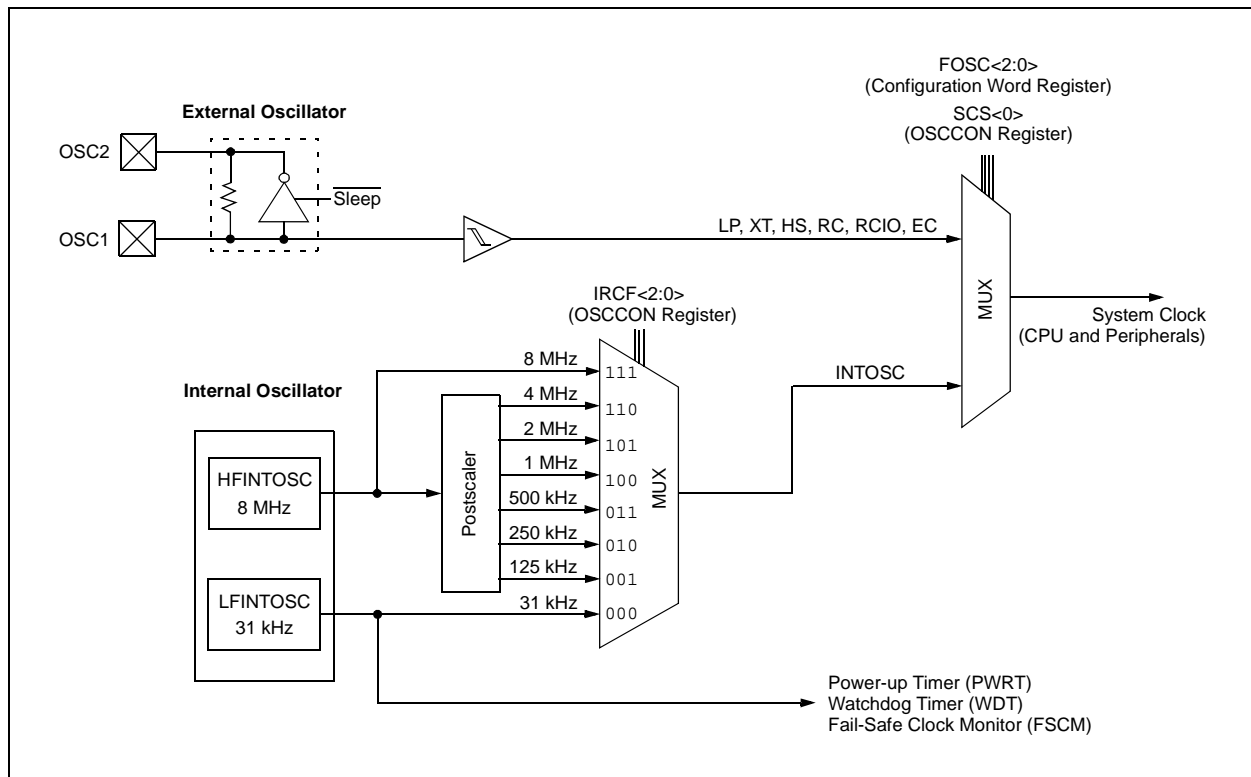 FOSC<2:0>
(Configuration Word Register)
SCS<0>
(OSCCON Register)
External Oscillator
OSC2
Sleep
OSC1
LP, XT, HS, RC, RCIO, EC
MUX
System Clock
(CPU and Peripherals)
IRCF<2:0>
(OSCCON Register)
Internal Oscillator
HFINTOSC
8 MHz
LFINTOSC
31 kHz
Postscaler
8 MHz
4 MHz
2 MHz
1 MHz
500 kHz
250 kHz
125 kHz
31 kHz
111
110
101
100
011
010
001
000
MUX
INTOSC
Power-up Timer (PWRT)
Watchdog Timer (WDT)
Fail-Safe Clock Monitor (FSCM)